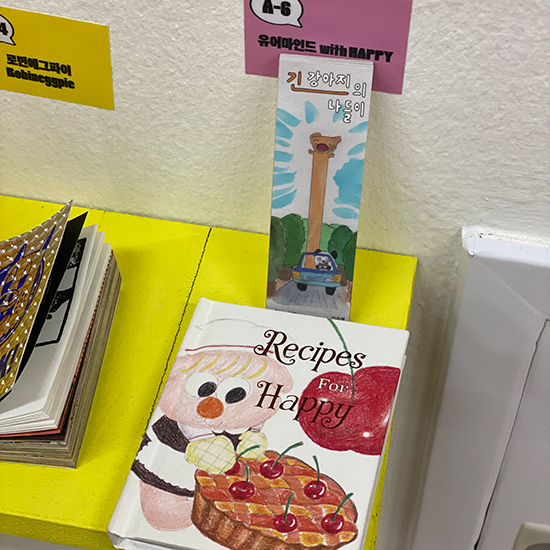 4
로빈에그파이
Robineggpie
A-6
유어마인드 with HAPPY
긴 강아지의
나들이
Recipes
For
Happy